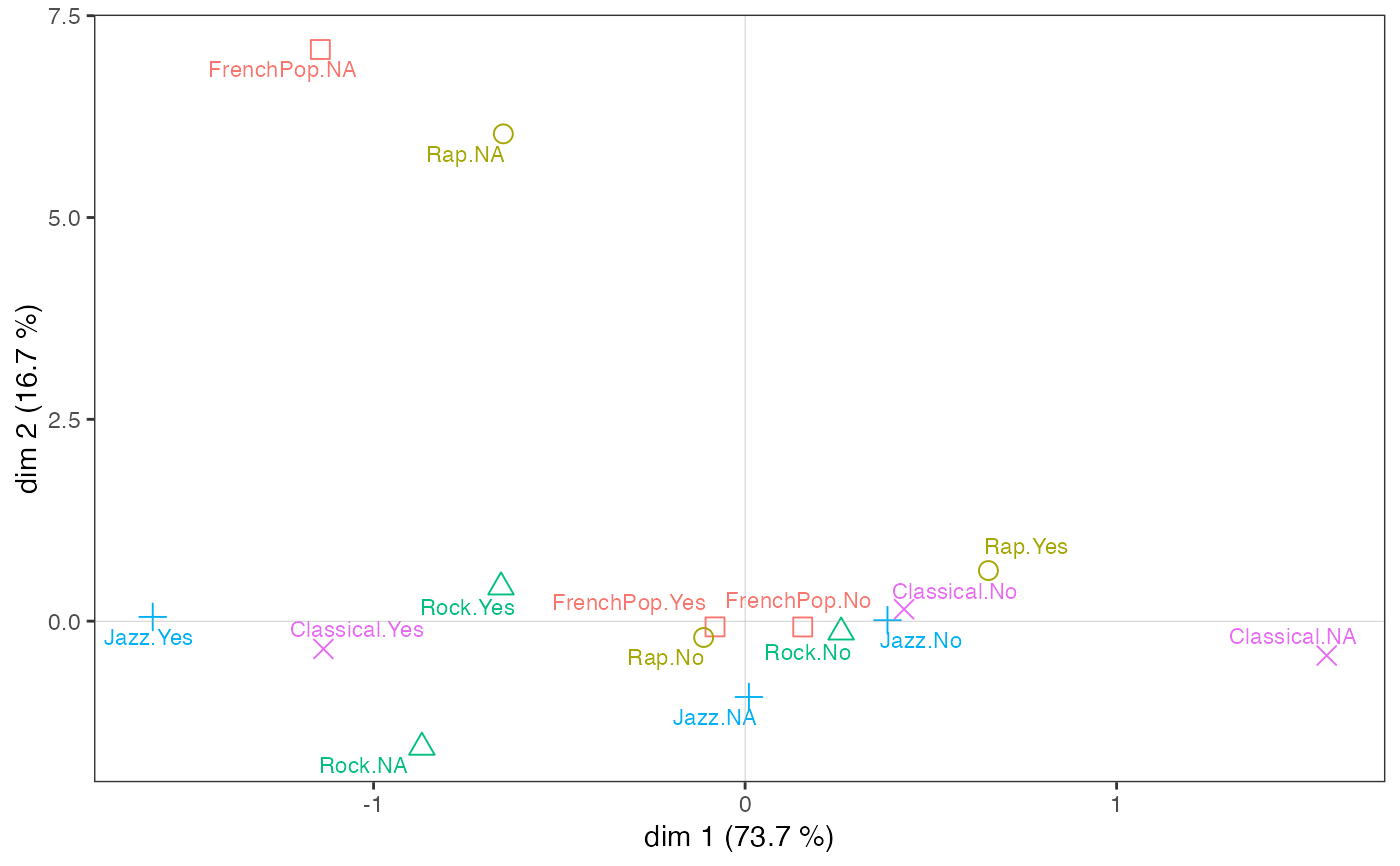 7.5
FrenchPop.NA
Rap.NA
5.0
dim 2 (16.7 %)
2.5
Rap.Yes
Classical.No
FrenchPop.Yes
FrenchPop.No
Rock.Yes
0.0
Classical.Yes
Jazz.Yes
Classical.NA
Jazz.No
Rock.No
Rap.No
Jazz.NA
Rock.NA
-1
0
1
dim 1 (73.7 %)